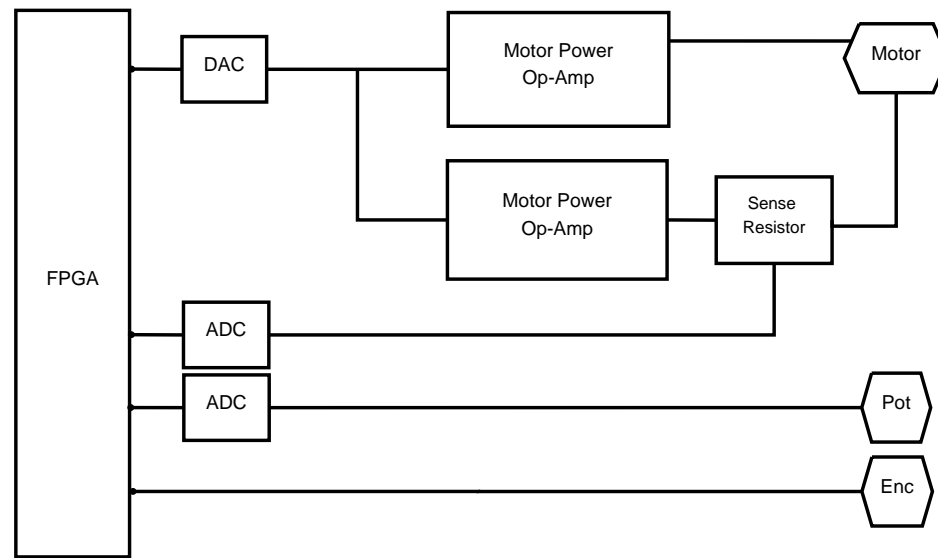 Motor Power
Op-Amp
Motor
DAC
Motor Power
Op-Amp
Sense
Resistor
FPGA
ADC
ADC
Pot
Enc